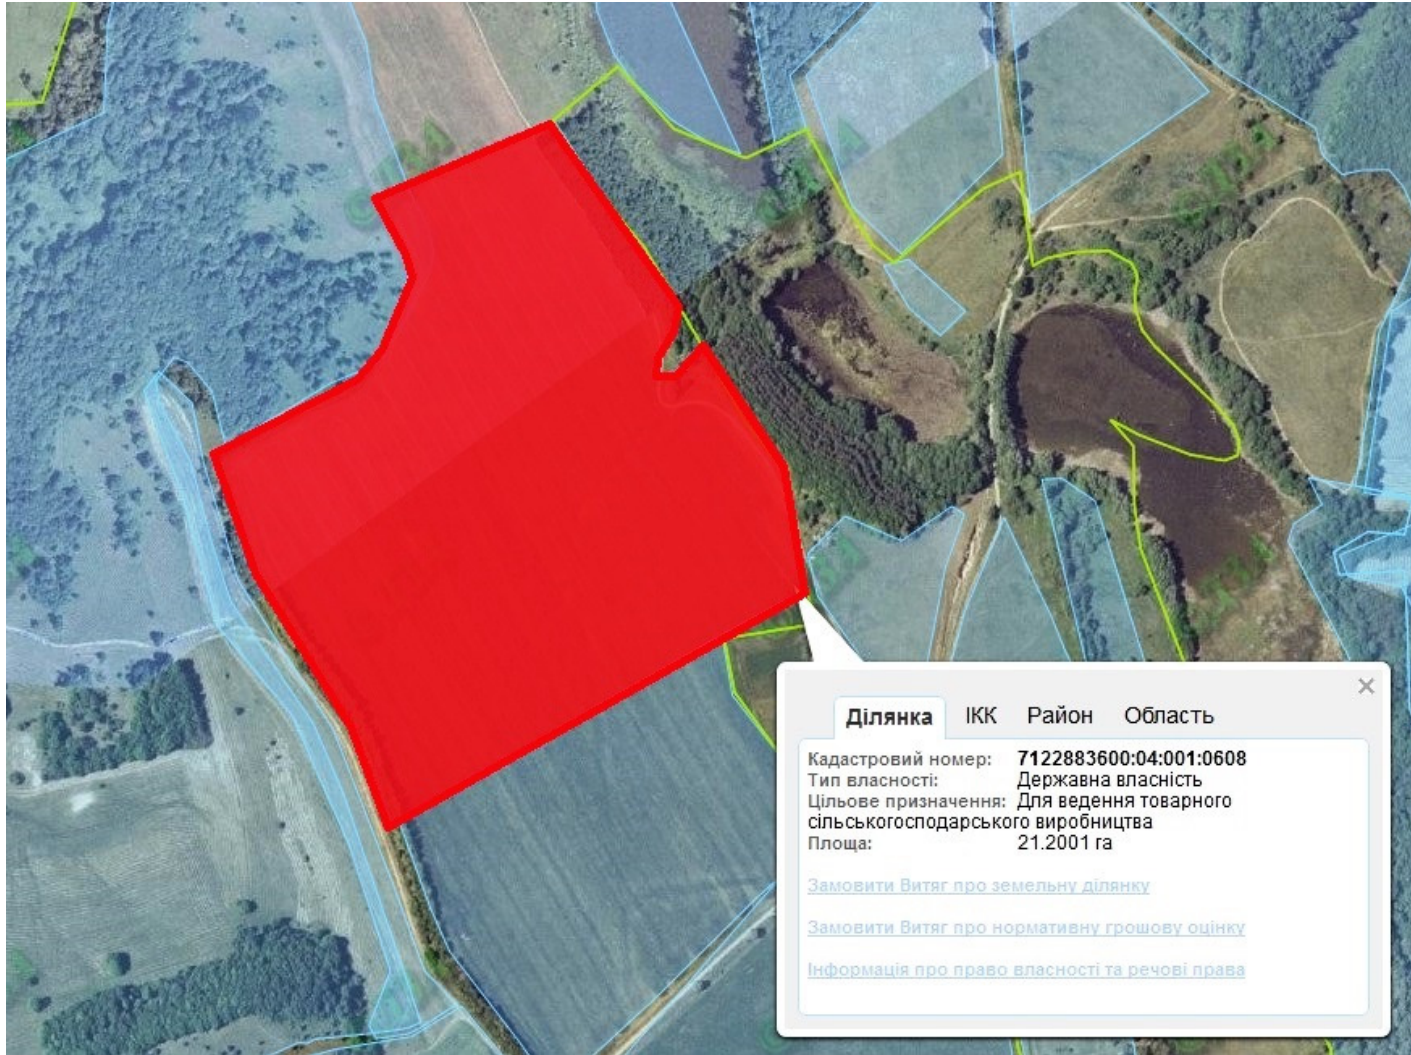 Ділянка ІКК Район Область
Кадастровий номер: 7122883600:04:001:0608
Тип власності: Державна власність
Цільове призначення: Для ведення товарного
сільськогосподарського виробництва
Площа: 21.2001 га
Замовити Витяг про земельну ділянку
Замовити Витяг про нормативну грошову оцінку
Інформація про право власності та речові права